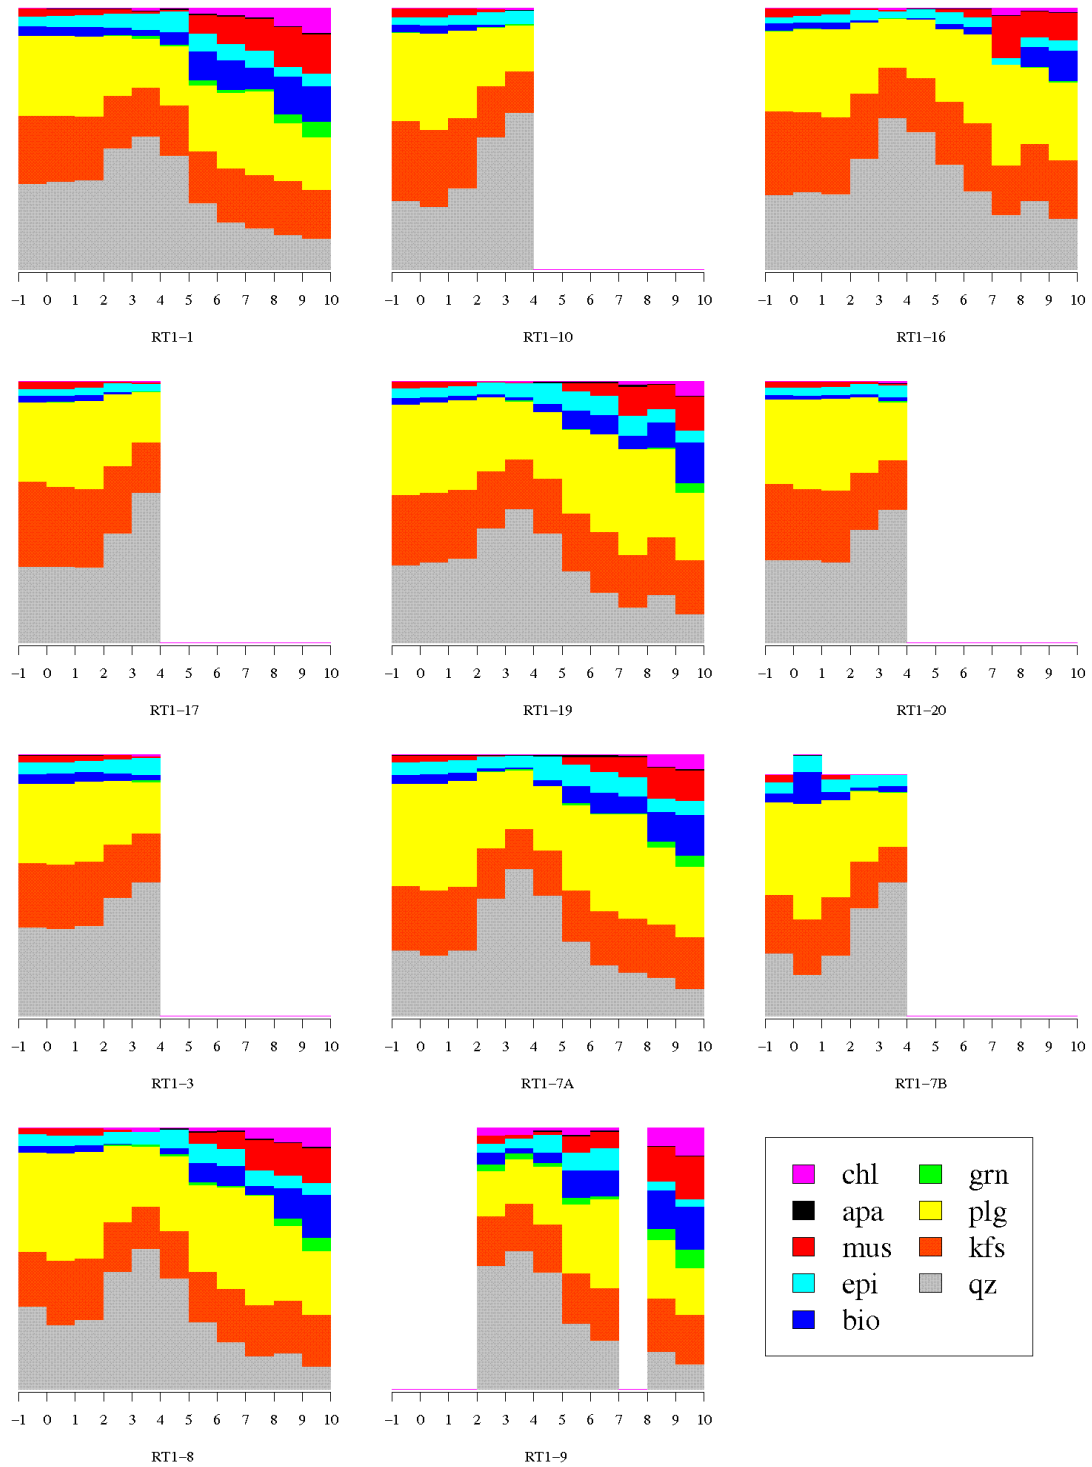 −1 0 1 2 3 4 5 6 7 8 9 10
RT1−1
−1 0 1 2 3 4 5 6 7 8 9 10
RT1−10
−1 0 1 2 3 4 5 6 7 8 9 10
RT1−16
−1 0 1 2 3 4 5 6 7 8 9 10
RT1−17
−1 0 1 2 3 4 5 6 7 8 9 10
RT1−19
−1 0 1 2 3 4 5 6 7 8 9 10
RT1−20
−1 0 1 2 3 4 5 6 7 8 9 10
RT1−3
−1 0 1 2 3 4 5 6 7 8 9 10
RT1−7A
−1 0 1 2 3 4 5 6 7 8 9 10
RT1−7B
−1 0 1 2 3 4 5 6 7 8 9 10
RT1−8
−1 0 1 2 3 4 5 6 7 8 9 10
RT1−9
chl grn
apa plg
mus kfs
epi qz
bio